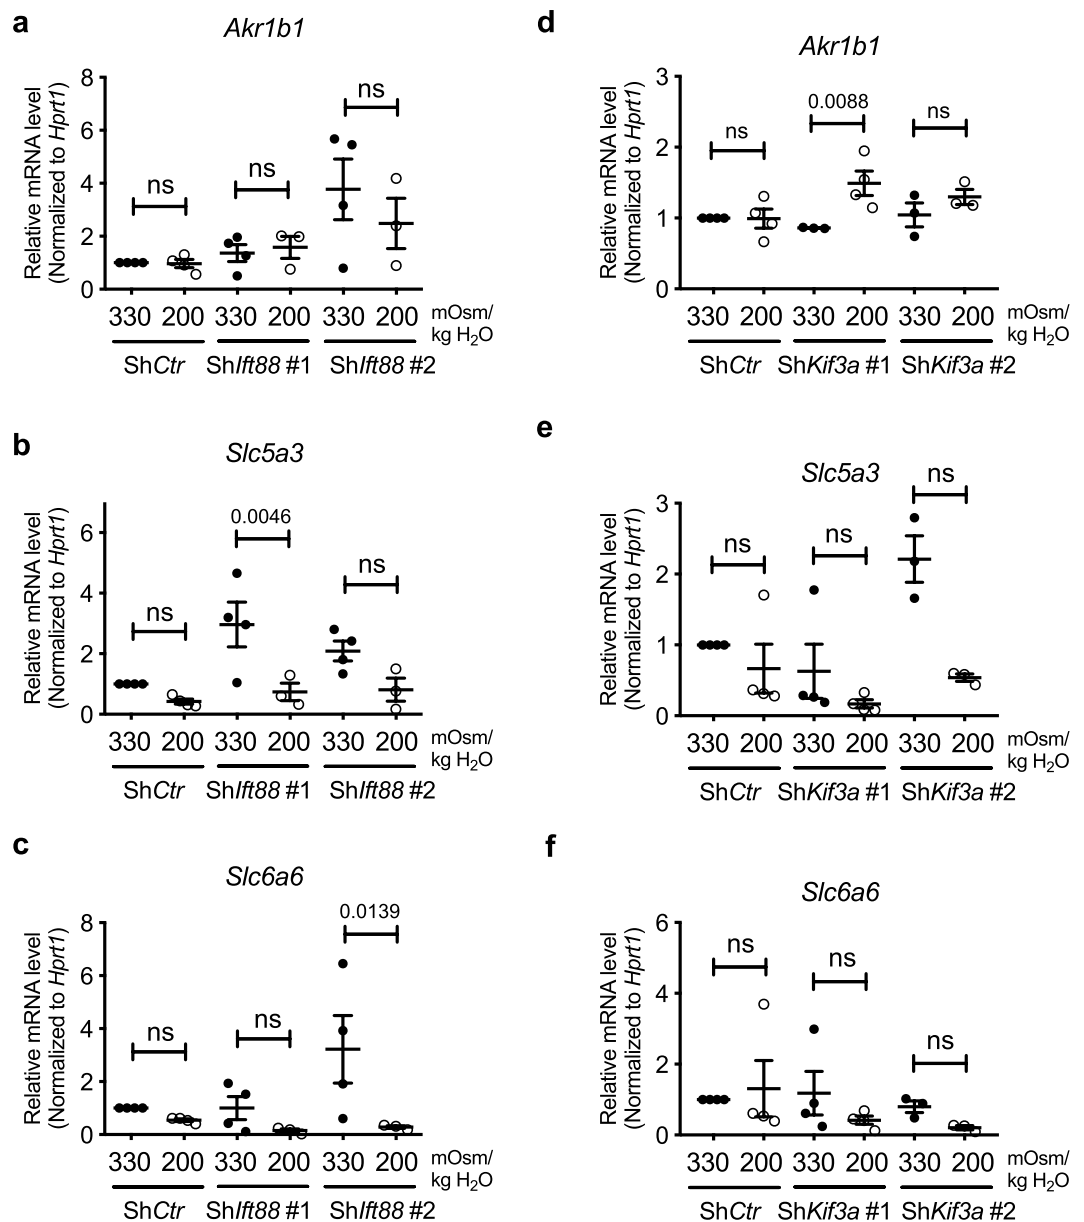 a
Akr1b1
Relative mRNA level
(Normalized to Hprt1)
8
6
4
2
0
ns
ns
ns
330 200 330 200 330 200
mOsm/
kg H₂O
ShCtr ShIft88 #1 ShIft88 #2
d
Akr1b1
Relative mRNA level
(Normalized to Hprt1)
3
2
1
0
ns
0.0088
ns
330 200 330 200 330 200
mOsm/
kg H₂O
ShCtr ShKif3a #1 ShKif3a #2
b
Slc5a3
Relative mRNA level
(Normalized to Hprt1)
6
4
2
0
ns
0.0046
ns
330 200 330 200 330 200
mOsm/
kg H₂O
ShCtr ShIft88 #1 ShIft88 #2
e
Slc5a3
Relative mRNA level
(Normalized to Hprt1)
3
2
1
0
ns
ns
ns
330 200 330 200 330 200
mOsm/
kg H₂O
ShCtr ShKif3a #1 ShKif3a #2
c
Slc6a6
Relative mRNA level
(Normalized to Hprt1)
8
6
4
2
0
ns
ns
0.0139
330 200 330 200 330 200
mOsm/
kg H₂O
ShCtr ShIft88 #1 ShIft88 #2
f
Slc6a6
Relative mRNA level
(Normalized to Hprt1)
6
4
2
0
ns
ns
ns
330 200 330 200 330 200
mOsm/
kg H₂O
ShCtr ShKif3a #1 ShKif3a #2